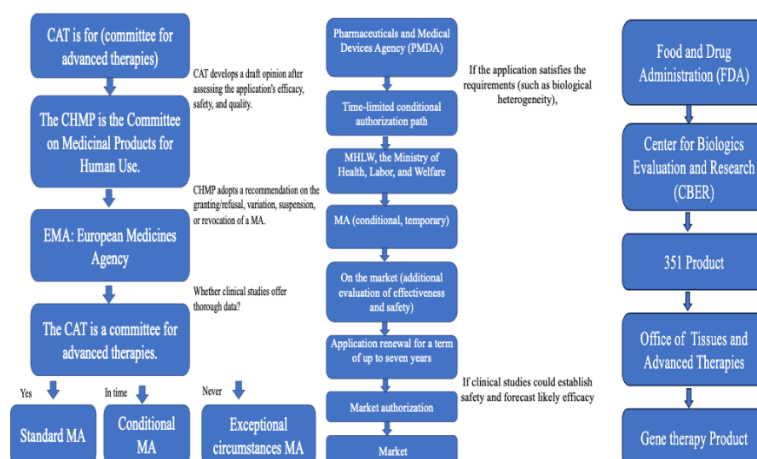 CAT is for (committee for
advanced therapies)
CAT develops a draft opinion after
assessing the application's efficacy,
safety, and quality.
The CHMP is the Committee
on Medicinal Products for
Human Use.
CHMP adopts a recommendation on the
granting/refusal, variation, suspension,
or revocation of a MA.
EMA: European Medicines
Agency
Whether clinical studies offer
thorough data?
The CAT is a committee for
advanced therapies.
Yes
In time
Never
Standard MA
Conditional
MA
Exceptional
circumstances MA
Pharmaceuticals and Medical
Devices Agency (PMDA)
If the application satisfies the
requirements (such as biological
heterogeneity),
Time-limited conditional
authorization path
MHLW, the Ministry of
Health, Labor, and Welfare
MA (conditional, temporary)
On the market (additional
evaluation of effectiveness
and safety)
Application renewal for a term
of up to seven years
If clinical studies could establish
safety and forecast likely efficacy
Market authorization
Market
Food and Drug
Administration (FDA)
Center for Biologics
Evaluation and Research
(CBER)
351 Product
Office of Tissues and
Advanced Therapies
Gene therapy Product